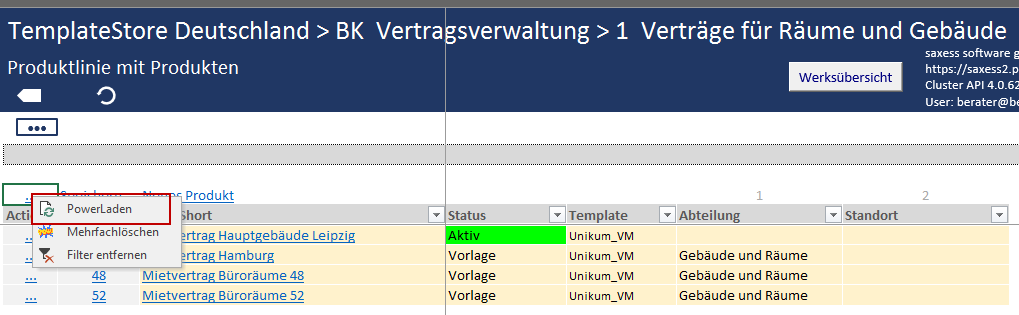 TemplateStore Deutschland > BK Vertragsverwaltung > 1 Verträge für Räume und Gebäude
saxess software g
Produktlinie mit Produkten
Werksübersicht
https://saxess2.p
Cluster API 4.0.62
User: berater@be
•••
... Neues Produkt 1 2
PowerLaden
Mehrfachlöschen
Filter entfernen
Acti Short Status Template Abteilung Standort
... vertrag Hauptgebäude Leipzig Aktiv Unikum_VM
... vertrag Hamburg Vorlage Unikum_VM Gebäude und Räume
... 48 Mietvertrag Büroräume 48 Vorlage Unikum_VM Gebäude und Räume
... 52 Mietvertrag Büroräume 52 Vorlage Unikum_VM Gebäude und Räume